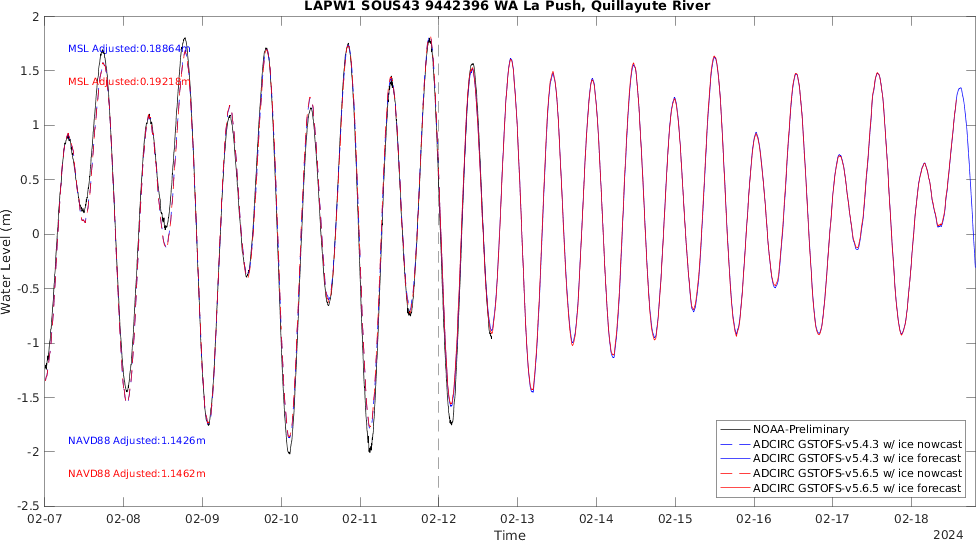 LAPW1 SOUS43 9442396 WA La Push, Quillayute River
2
1.5
1
0.5
0
-0.5
-1
-1.5
-2
-2.5
Water Level (m)
MSL Adjusted:0.18864m
MSL Adjusted:0.19218m
NAVD88 Adjusted:1.1426m
NAVD88 Adjusted:1.1462m
NOAA-Preliminary
ADCIRC GSTOFS-v5.4.3 w/ ice nowcast
ADCIRC GSTOFS-v5.4.3 w/ ice forecast
ADCIRC GSTOFS-v5.6.5 w/ ice nowcast
ADCIRC GSTOFS-v5.6.5 w/ ice forecast
02-07 02-08 02-09 02-10 02-11 02-12 02-13 02-14 02-15 02-16 02-17 02-18
Time
2024